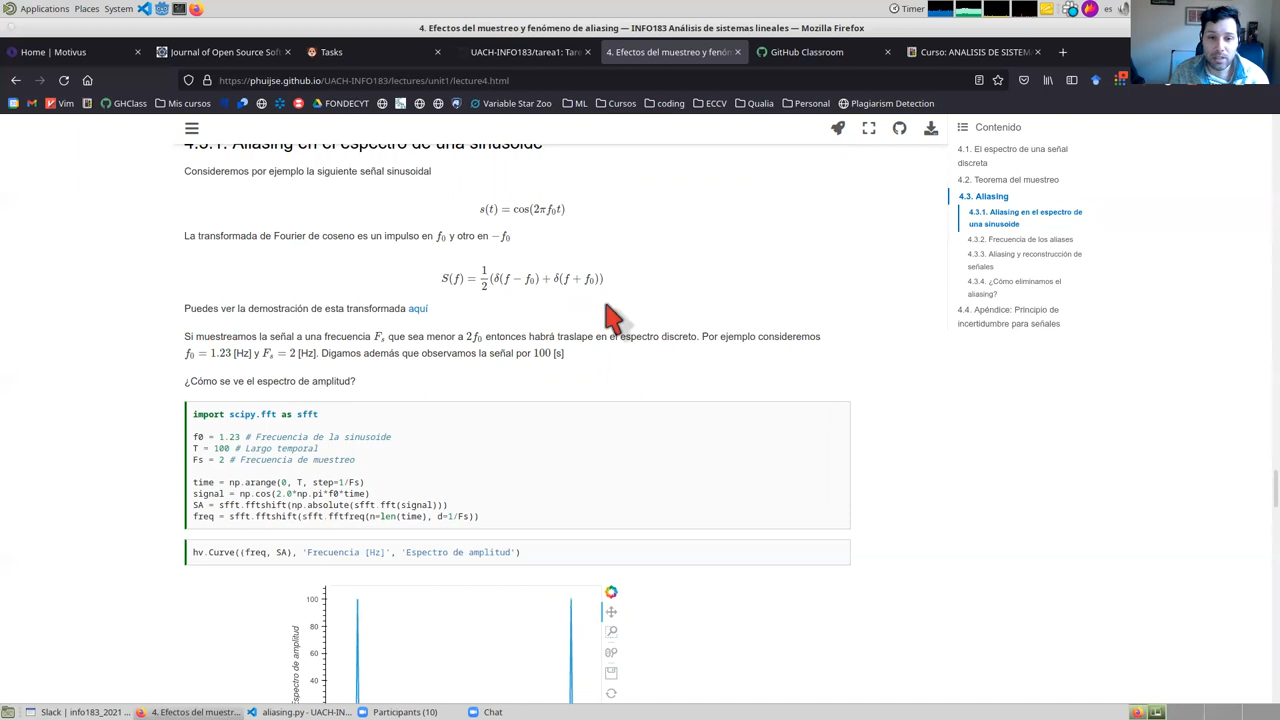 Applications Places System Timer es
4. Efectos del muestreo y fenómeno de aliasing — INFO183 Análisis de sistemas lineales — Mozilla Firefox
Home | Motivus
Journal of Open Source Sof
Tasks
UACH-INFO183/tarea1: Tare
4. Efectos del muestreo y fenó
GitHub Classroom
Curso: ANALISIS DE SISTEM
https://phuijse.github.io/UACH-INFO183/lectures/unit1/lecture4.html
Vim GHClass Mis cursos FONDECYT Variable Star Zoo ML Cursos coding ECCV Qualia Personal Plagiarism Detection
4.3.1. Aliasing en el espectro de una sinusoide
Consideremos por ejemplo la siguiente señal sinusoidal
s(t) = cos(2πf₀t)
La transformada de Fourier de coseno es un impulso en f₀ y otro en −f₀
S(f) = 1/2 (δ(f − f₀) + δ(f + f₀))
Puedes ver la demostración de esta transformada aquí
Si muestreamos la señal a una frecuencia Fₛ que sea menor a 2f₀ entonces habrá traslape en el espectro discreto. Por ejemplo consideremos
f₀ = 1.23 [Hz] y Fₛ = 2 [Hz]. Digamos además que observamos la señal por 100 [s]
¿Cómo se ve el espectro de amplitud?
import scipy.fft as sfft
f0 = 1.23 # Frecuencia de la sinusoide
T = 100 # Largo temporal
Fs = 2 # Frecuencia de muestreo
time = np.arange(0, T, step=1/Fs)
signal = np.cos(2.0*np.pi*f0*time)
SA = sfft.fftshift(np.absolute(sfft.fft(signal)))
freq = sfft.fftshift(sfft.fftfreq(n=len(time), d=1/Fs))
hv.Curve((freq, SA), 'Frecuencia [Hz]', 'Espectro de amplitud')
100
80
60
40
spectro de amplitud
Contenido
4.1. El espectro de una señal
discreta
4.2. Teorema del muestreo
4.3. Aliasing
4.3.1. Aliasing en el espectro de
una sinusoide
4.3.2. Frecuencia de los aliases
4.3.3. Aliasing y reconstrucción de
señales
4.3.4. ¿Cómo eliminamos el
aliasing?
4.4. Apéndice: Principio de
incertidumbre para señales
Slack | info183_2021 ...
4. Efectos del muestr...
aliasing.py - UACH-IN...
Participants (10)
Chat